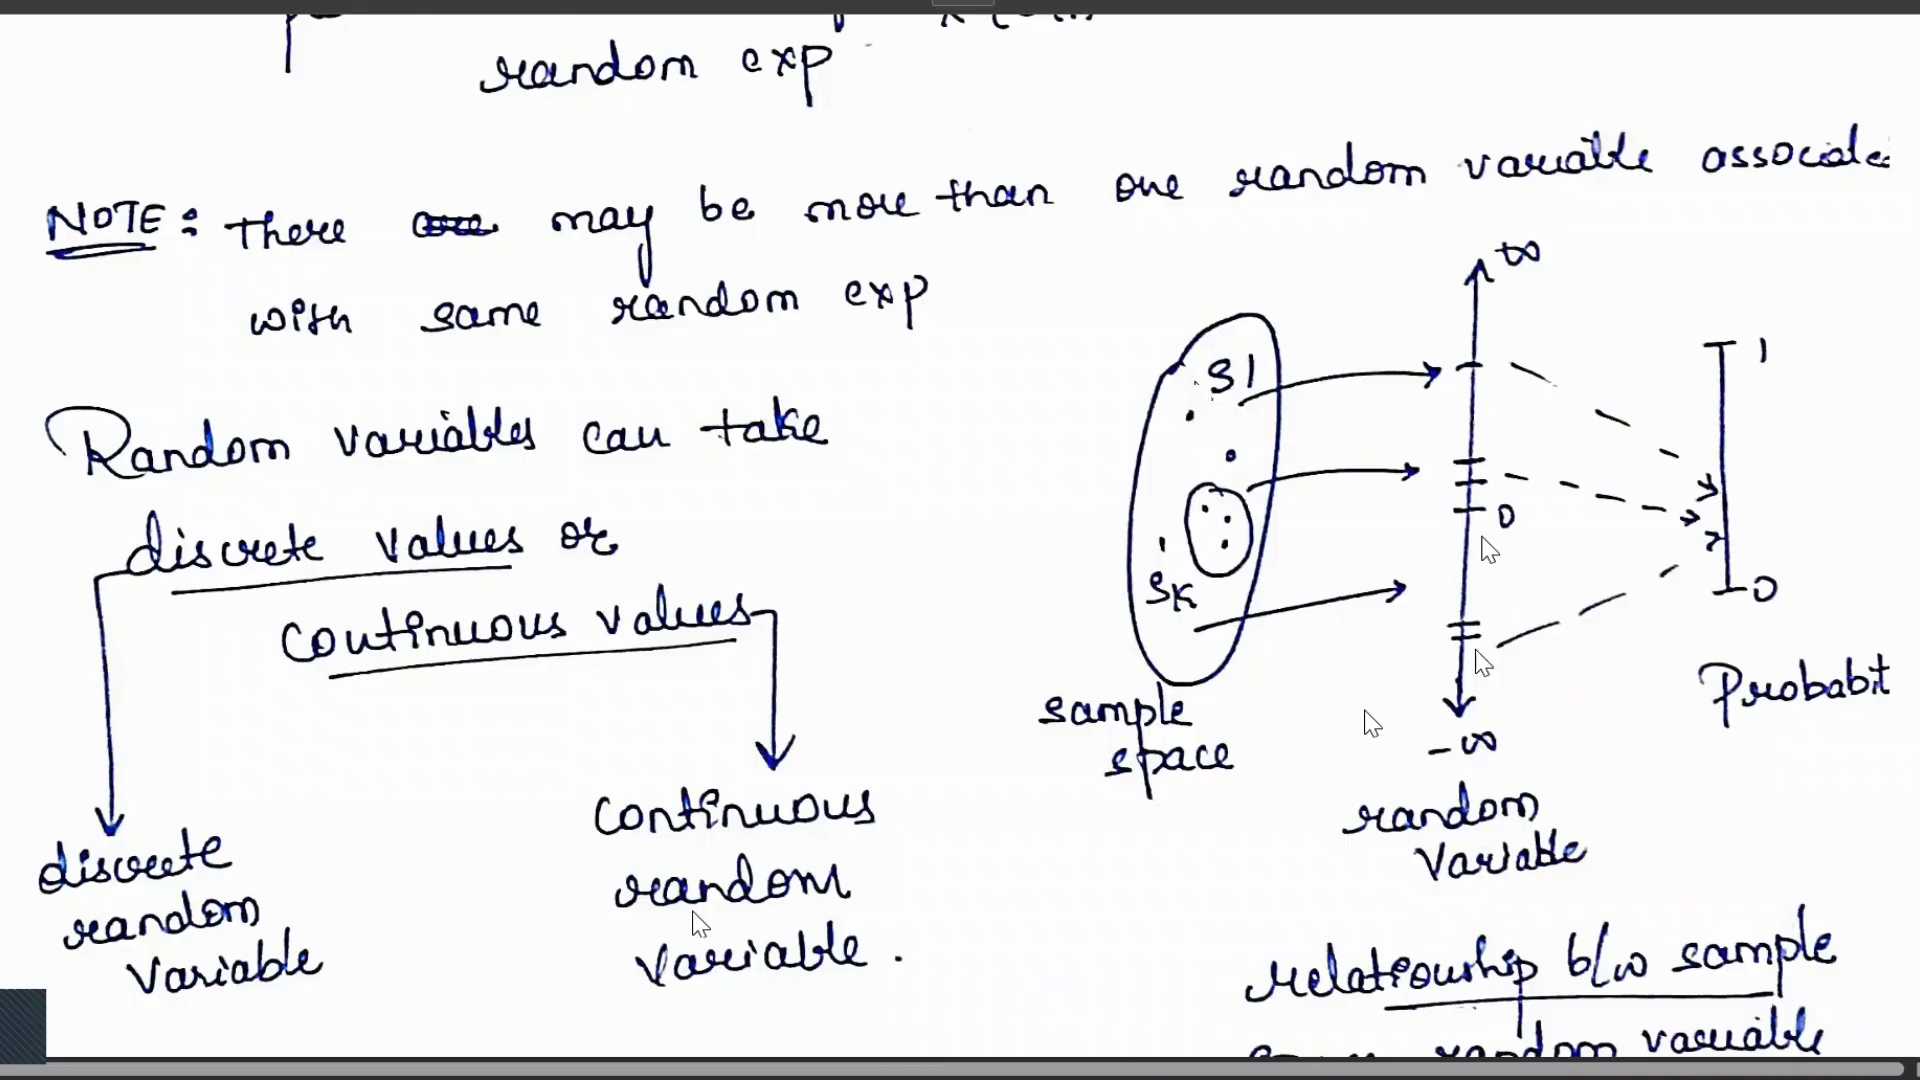 random exp
NOTE: There may be more than one random variable associate
with same random exp
Random variables can take
discrete values or
continuous values
discrete
random
variable
continuous
random
variable.
+∞
S1
SK
0
-∞
1
0
sample
space
random
variable
Probabit
relationship b/w sample
random variable